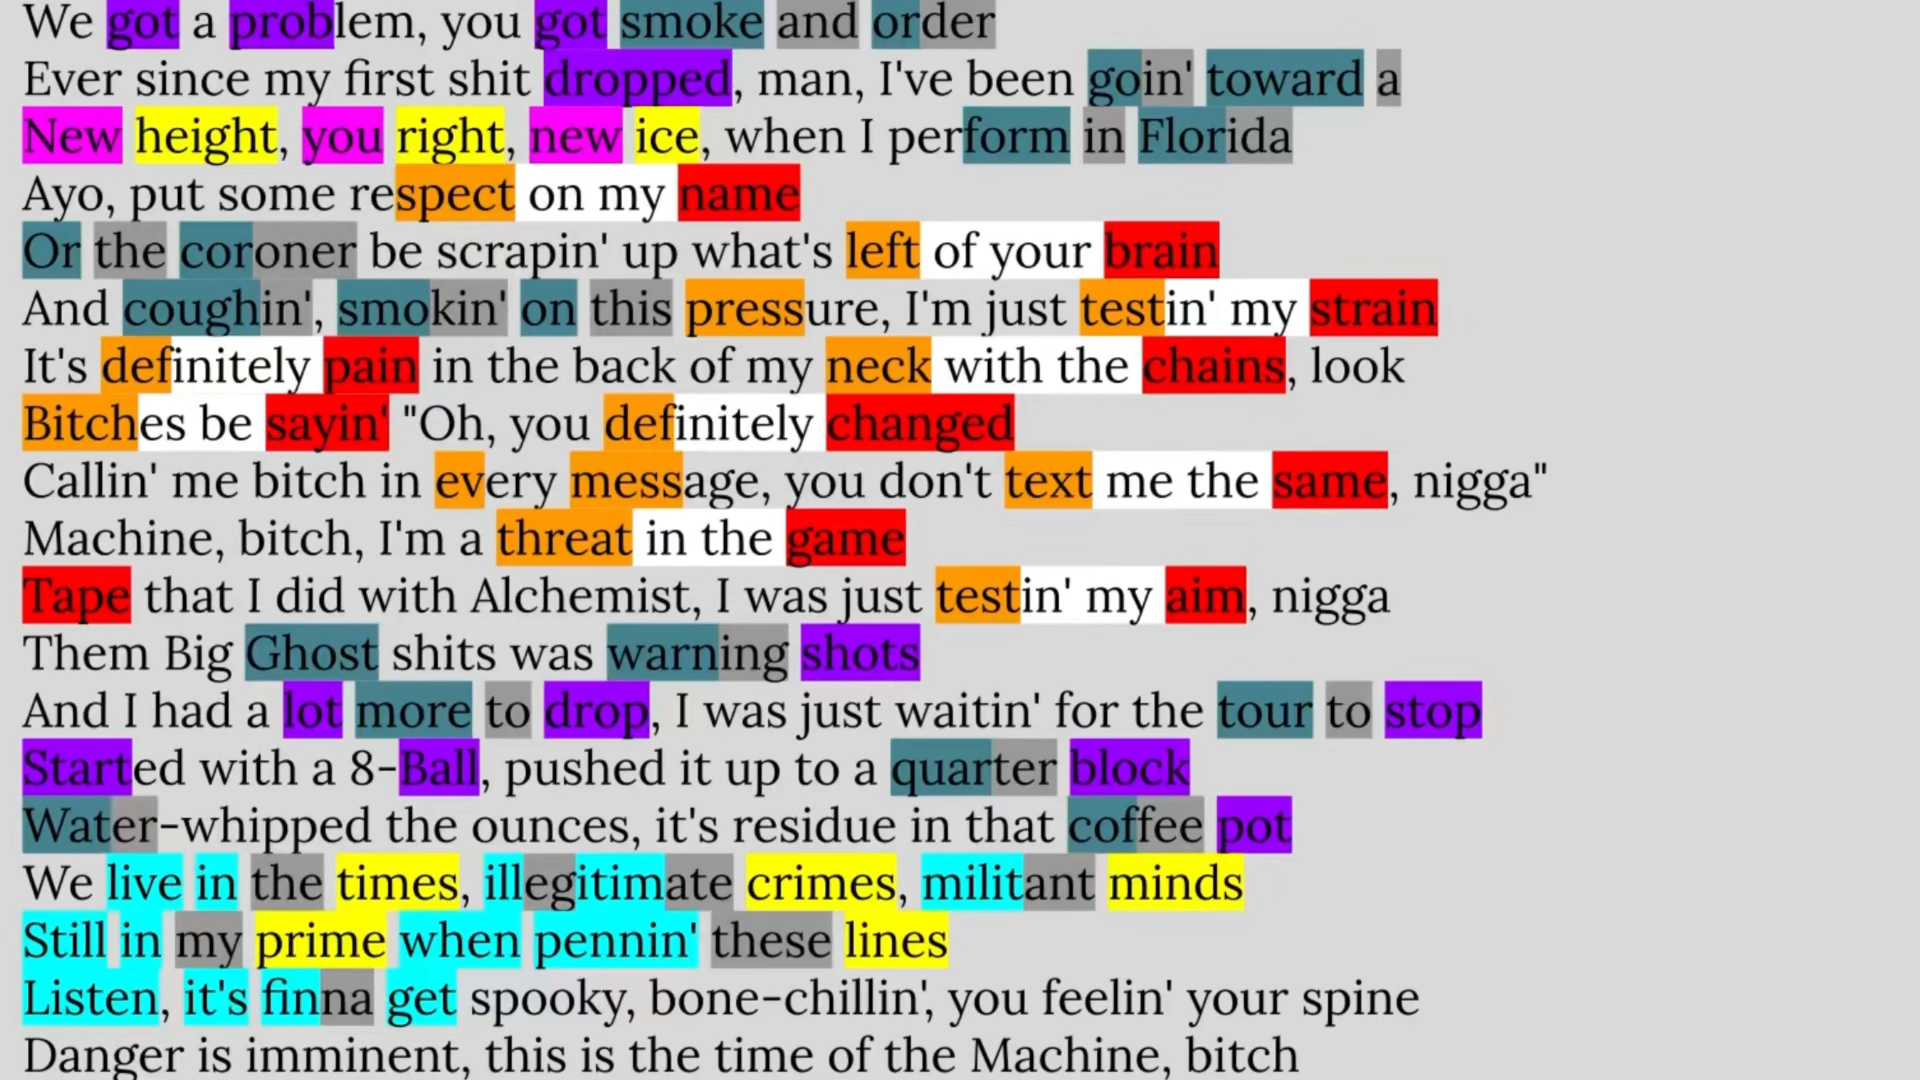 We got a problem, you got smoke and order
Ever since my first shit dropped, man, I've been goin' toward a
New height, you right, new ice, when I perform in Florida
Ayo, put some respect on my name
Or the coroner be scrapin' up what's left of your brain
And coughin', smokin' on this pressure, I'm just testin' my strain
It's definitely pain in the back of my neck with the chains, look
Bitches be sayin' "Oh, you definitely changed
Callin' me bitch in every message, you don't text me the same, nigga"
Machine, bitch, I'm a threat in the game
Tape that I did with Alchemist, I was just testin' my aim, nigga
Them Big Ghost shits was warning shots
And I had a lot more to drop, I was just waitin' for the tour to stop
Started with a 8-Ball, pushed it up to a quarter block
Water-whipped the ounces, it's residue in that coffee pot
We live in the times, illegitimate crimes, militant minds
Still in my prime when pennin' these lines
Listen, it's finna get spooky, bone-chillin', you feelin' your spine
Danger is imminent, this is the time of the Machine, bitch